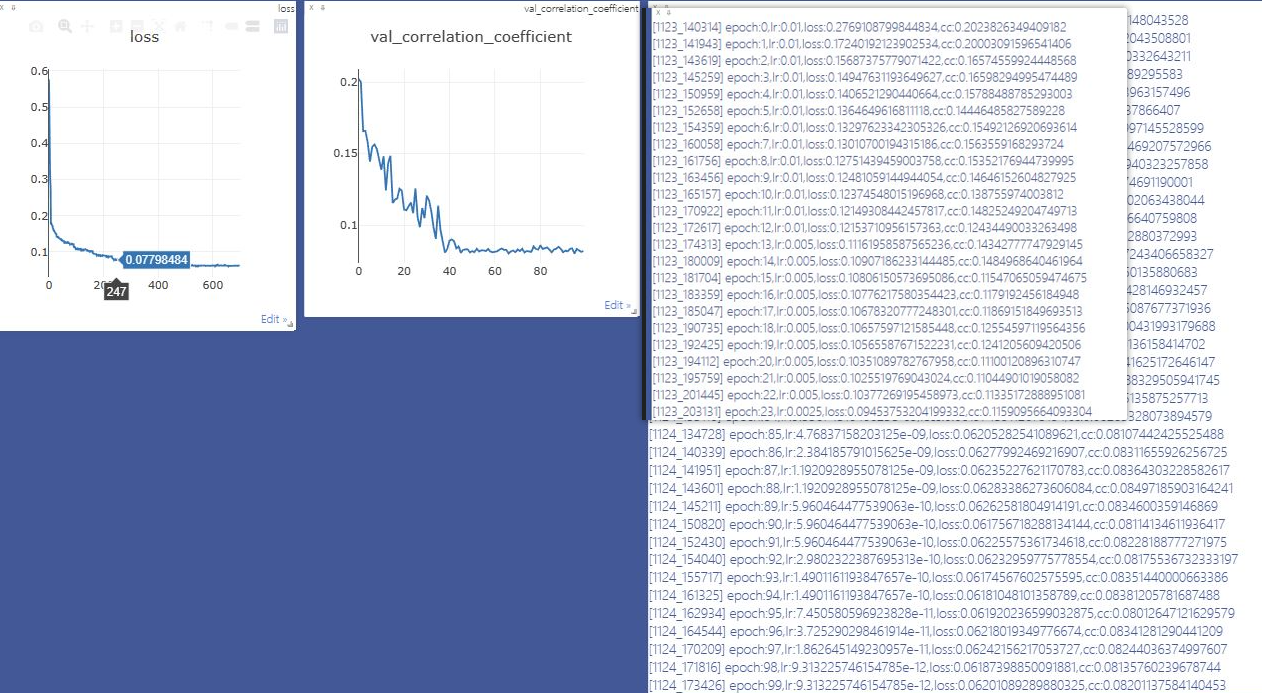 loss
loss
0.6
0.5
0.4
0.3
0.2
0.1
0.07798484
0
247
400
600
Edit »
val_correlation_coefficient
val_correlation_coefficient
0.2
0.15
0.1
0
20
40
60
80
Edit »
[1123_140314] epoch:0,lr:0.01,loss:0.2769108799844834,cc:0.2023826349409182
[1123_141943] epoch:1,lr:0.01,loss:0.17240192123902534,cc:0.20003091596541406
[1123_143619] epoch:2,lr:0.01,loss:0.15687375779071422,cc:0.16574559924448568
[1123_145259] epoch:3,lr:0.01,loss:0.14947631193649627,cc:0.16598294995474489
[1123_150959] epoch:4,lr:0.01,loss:0.1406521290440664,cc:0.15788488785293003
[1123_152658] epoch:5,lr:0.01,loss:0.1364649616811118,cc:0.14446485827589228
[1123_154359] epoch:6,lr:0.01,loss:0.13297623342305326,cc:0.15492126920693614
[1123_160058] epoch:7,lr:0.01,loss:0.13010700194315186,cc:0.1563559168293724
[1123_161756] epoch:8,lr:0.01,loss:0.12751439459003758,cc:0.15352176944739995
[1123_163456] epoch:9,lr:0.01,loss:0.12481059144944054,cc:0.14646152604827925
[1123_165157] epoch:10,lr:0.01,loss:0.12374548015196968,cc:0.138755974003812
[1123_170922] epoch:11,lr:0.01,loss:0.12149308442457817,cc:0.14825249204749713
[1123_172617] epoch:12,lr:0.01,loss:0.12153710956157363,cc:0.12434490033263498
[1123_174313] epoch:13,lr:0.005,loss:0.11161958587565236,cc:0.14342777747929145
[1123_180009] epoch:14,lr:0.005,loss:0.10907186233144485,cc:0.1484968640461964
[1123_181704] epoch:15,lr:0.005,loss:0.10806150573695086,cc:0.11547065059474675
[1123_183359] epoch:16,lr:0.005,loss:0.10776217580354423,cc:0.1179192456184948
[1123_185047] epoch:17,lr:0.005,loss:0.10678320777248301,cc:0.11869151849693513
[1123_190735] epoch:18,lr:0.005,loss:0.10657597121585448,cc:0.12554597119564356
[1123_192425] epoch:19,lr:0.005,loss:0.10565587671522231,cc:0.1241205609420506
[1123_194112] epoch:20,lr:0.005,loss:0.10351089782767958,cc:0.11100120896310747
[1123_195759] epoch:21,lr:0.005,loss:0.1025519769043024,cc:0.11044901019058082
[1123_201445] epoch:22,lr:0.005,loss:0.10377269195458973,cc:0.11335172888951081
[1123_203131] epoch:23,lr:0.0025,loss:0.09453753204199332,cc:0.1159095664093304
148043528
2043508801
0332643211
89295583
3963157496
37866407
997145528599
469207572966
940323257858
74691190001
02063438044
6640759808
2880372993
7243406658327
50135880683
428146932457
5087677371936
00431993179688
136158414702
41625172646147
38329505941745
5135875257713
328073894579
[1124_134728] epoch:85,lr:4.76837158203125e-09,loss:0.06205282541089621,cc:0.08107442425525488
[1124_140339] epoch:86,lr:2.384185791015625e-09,loss:0.06277992469216907,cc:0.08311655926256725
[1124_141951] epoch:87,lr:1.1920928955078125e-09,loss:0.06235227621170783,cc:0.08364303228582617
[1124_143601] epoch:88,lr:1.1920928955078125e-09,loss:0.06283386273606084,cc:0.08497185903164241
[1124_145211] epoch:89,lr:5.960464477539063e-10,loss:0.06262581804914191,cc:0.0834600359146869
[1124_150820] epoch:90,lr:5.960464477539063e-10,loss:0.061756718288134144,cc:0.08114134611936417
[1124_152430] epoch:91,lr:5.960464477539063e-10,loss:0.06225575361734618,cc:0.08228188777271975
[1124_154040] epoch:92,lr:2.9802322387695313e-10,loss:0.06232959775778554,cc:0.08175536732333197
[1124_155717] epoch:93,lr:1.4901161193847657e-10,loss:0.06174567602575595,cc:0.08351440000663386
[1124_161325] epoch:94,lr:1.4901161193847657e-10,loss:0.06181048101358789,cc:0.08381205781687488
[1124_162934] epoch:95,lr:7.450580596923828e-11,loss:0.061920236599032875,cc:0.08012647121629579
[1124_164544] epoch:96,lr:3.725290298461914e-11,loss:0.06218019349776674,cc:0.08341281290441209
[1124_170209] epoch:97,lr:1.862645149230957e-11,loss:0.06242156217053727,cc:0.08244036374997607
[1124_171816] epoch:98,lr:9.313225746154785e-12,loss:0.06187398850091881,cc:0.08135760239678744
[1124_173426] epoch:99,lr:9.313225746154785e-12,loss:0.06201089289880325,cc:0.08201137584140453